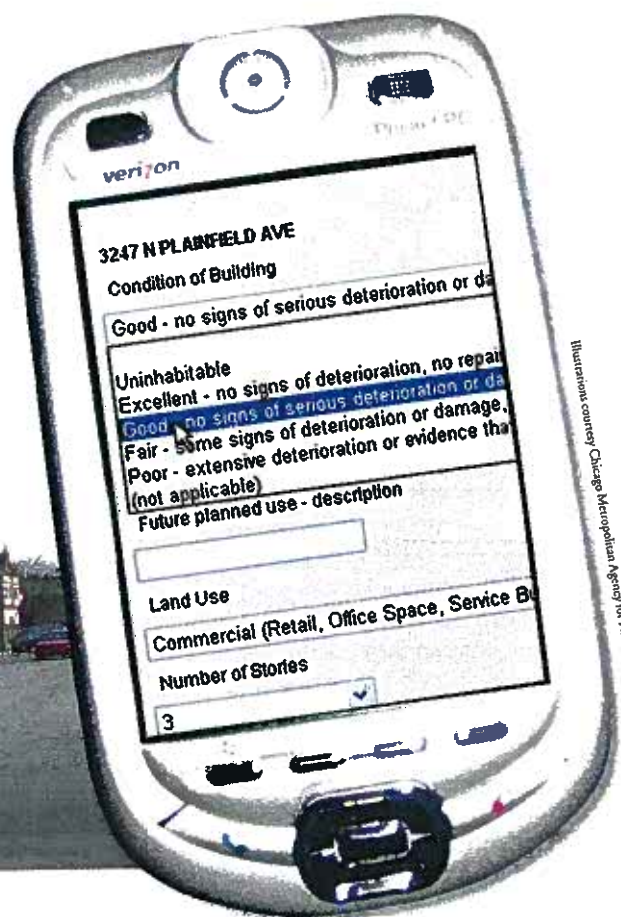 verizon
Pocket PC
3247 N PLAINFIELD AVE
Condition of Building
Good - no signs of serious deterioration or da
Uninhabitable
Excellent - no signs of deterioration, no repai
Good - no signs of serious deterioration or da
Fair - some signs of deterioration or damage,
Poor - extensive deterioration or evidence tha
(not applicable)
Future planned use - description
Land Use
Commercial (Retail, Office Space, Service Bu
Number of Stories
3
Illustrations courtesy Chicago Metropolitan Agency for